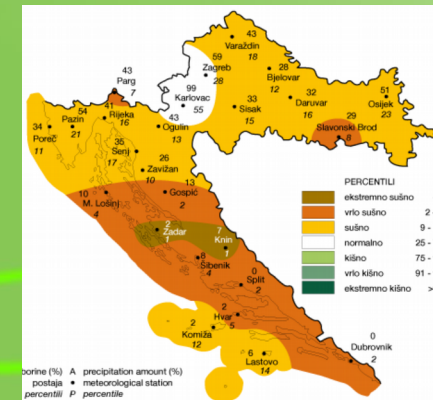 43
Varaždin
18
59
Zagreb
28
28
Bjelovar
12
43
Parg
7
99
Karlovac
55
32
Daruvar
16
51
Osijek
23
54
Pazin
21
41
Rijeka
16
43
Ogulin
13
33
Sisak
15
29
Slavonski Brod
8
34
Poreč
11
35
Senj
17
26
Zavižan
10
13
Gospić
2
10
M. Lošinj
4
2
Zadar
1
7
Knin
1
8
Šibenik
4
0
Split
2
2
Hvar
5
2
Komiža
12
6
Lastovo
14
0
Dubrovnik
2
PERCENTILI
ekstremno sušno
vrlo sušno 2 -
sušno 9 -
normalno 25 -
kišno 75 -
vrlo kišno 91 -
ekstremno kišno >
borine (%) A precipitation amount (%)
postaja • meteorological station
percentili P percentile